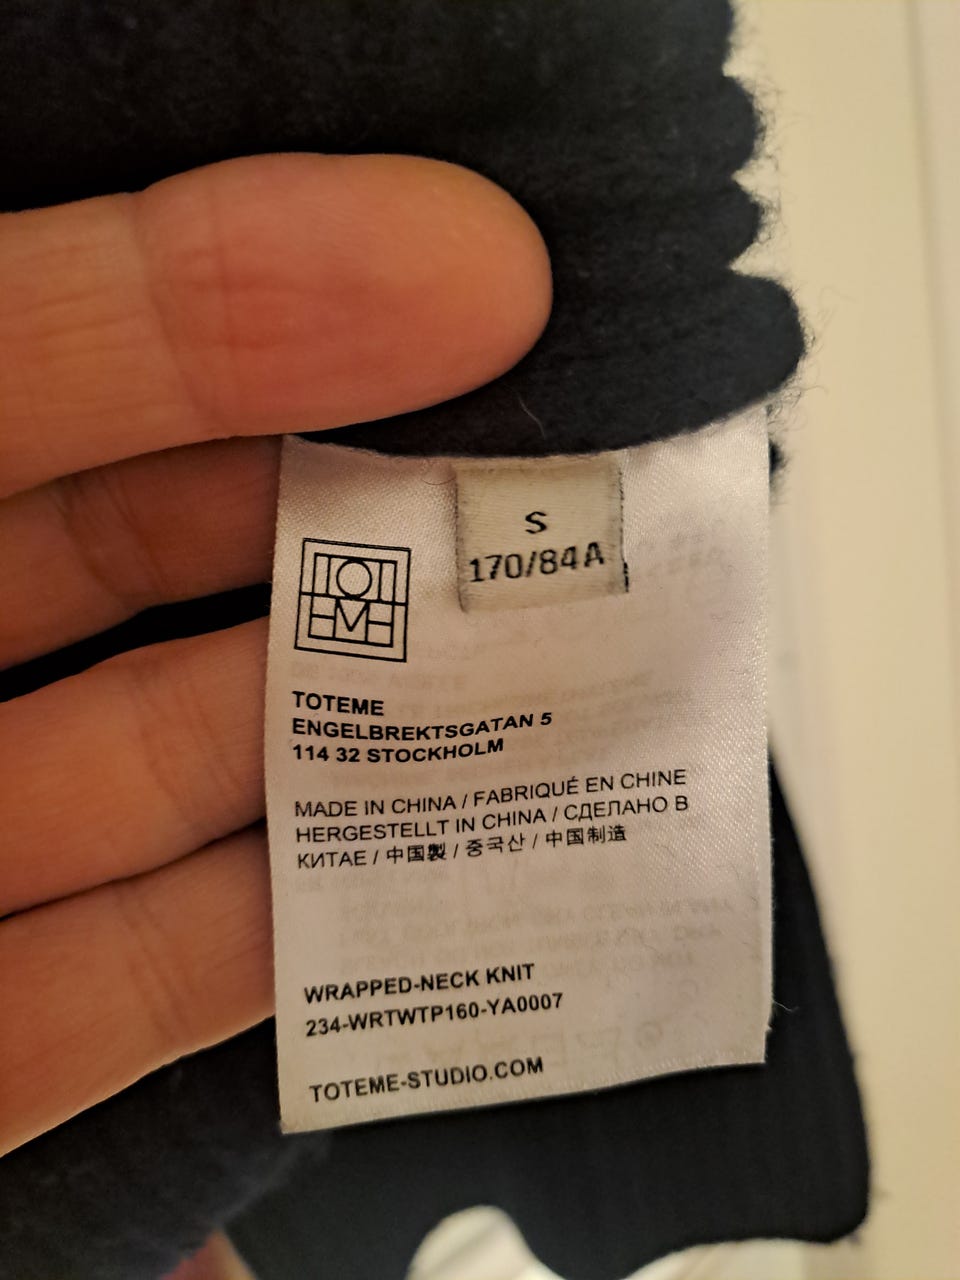 S
170/84A
TOTEME
ENGELBREKTSGATAN 5
114 32 STOCKHOLM
MADE IN CHINA / FABRIQUÉ EN CHINE
HERGESTELLT IN CHINA / СДЕЛАНО В
КИТАЕ / 中国製 / 중국산 / 中国制造
WRAPPED-NECK KNIT
234-WRTWTP160-YA0007
TOTEME-STUDIO.COM